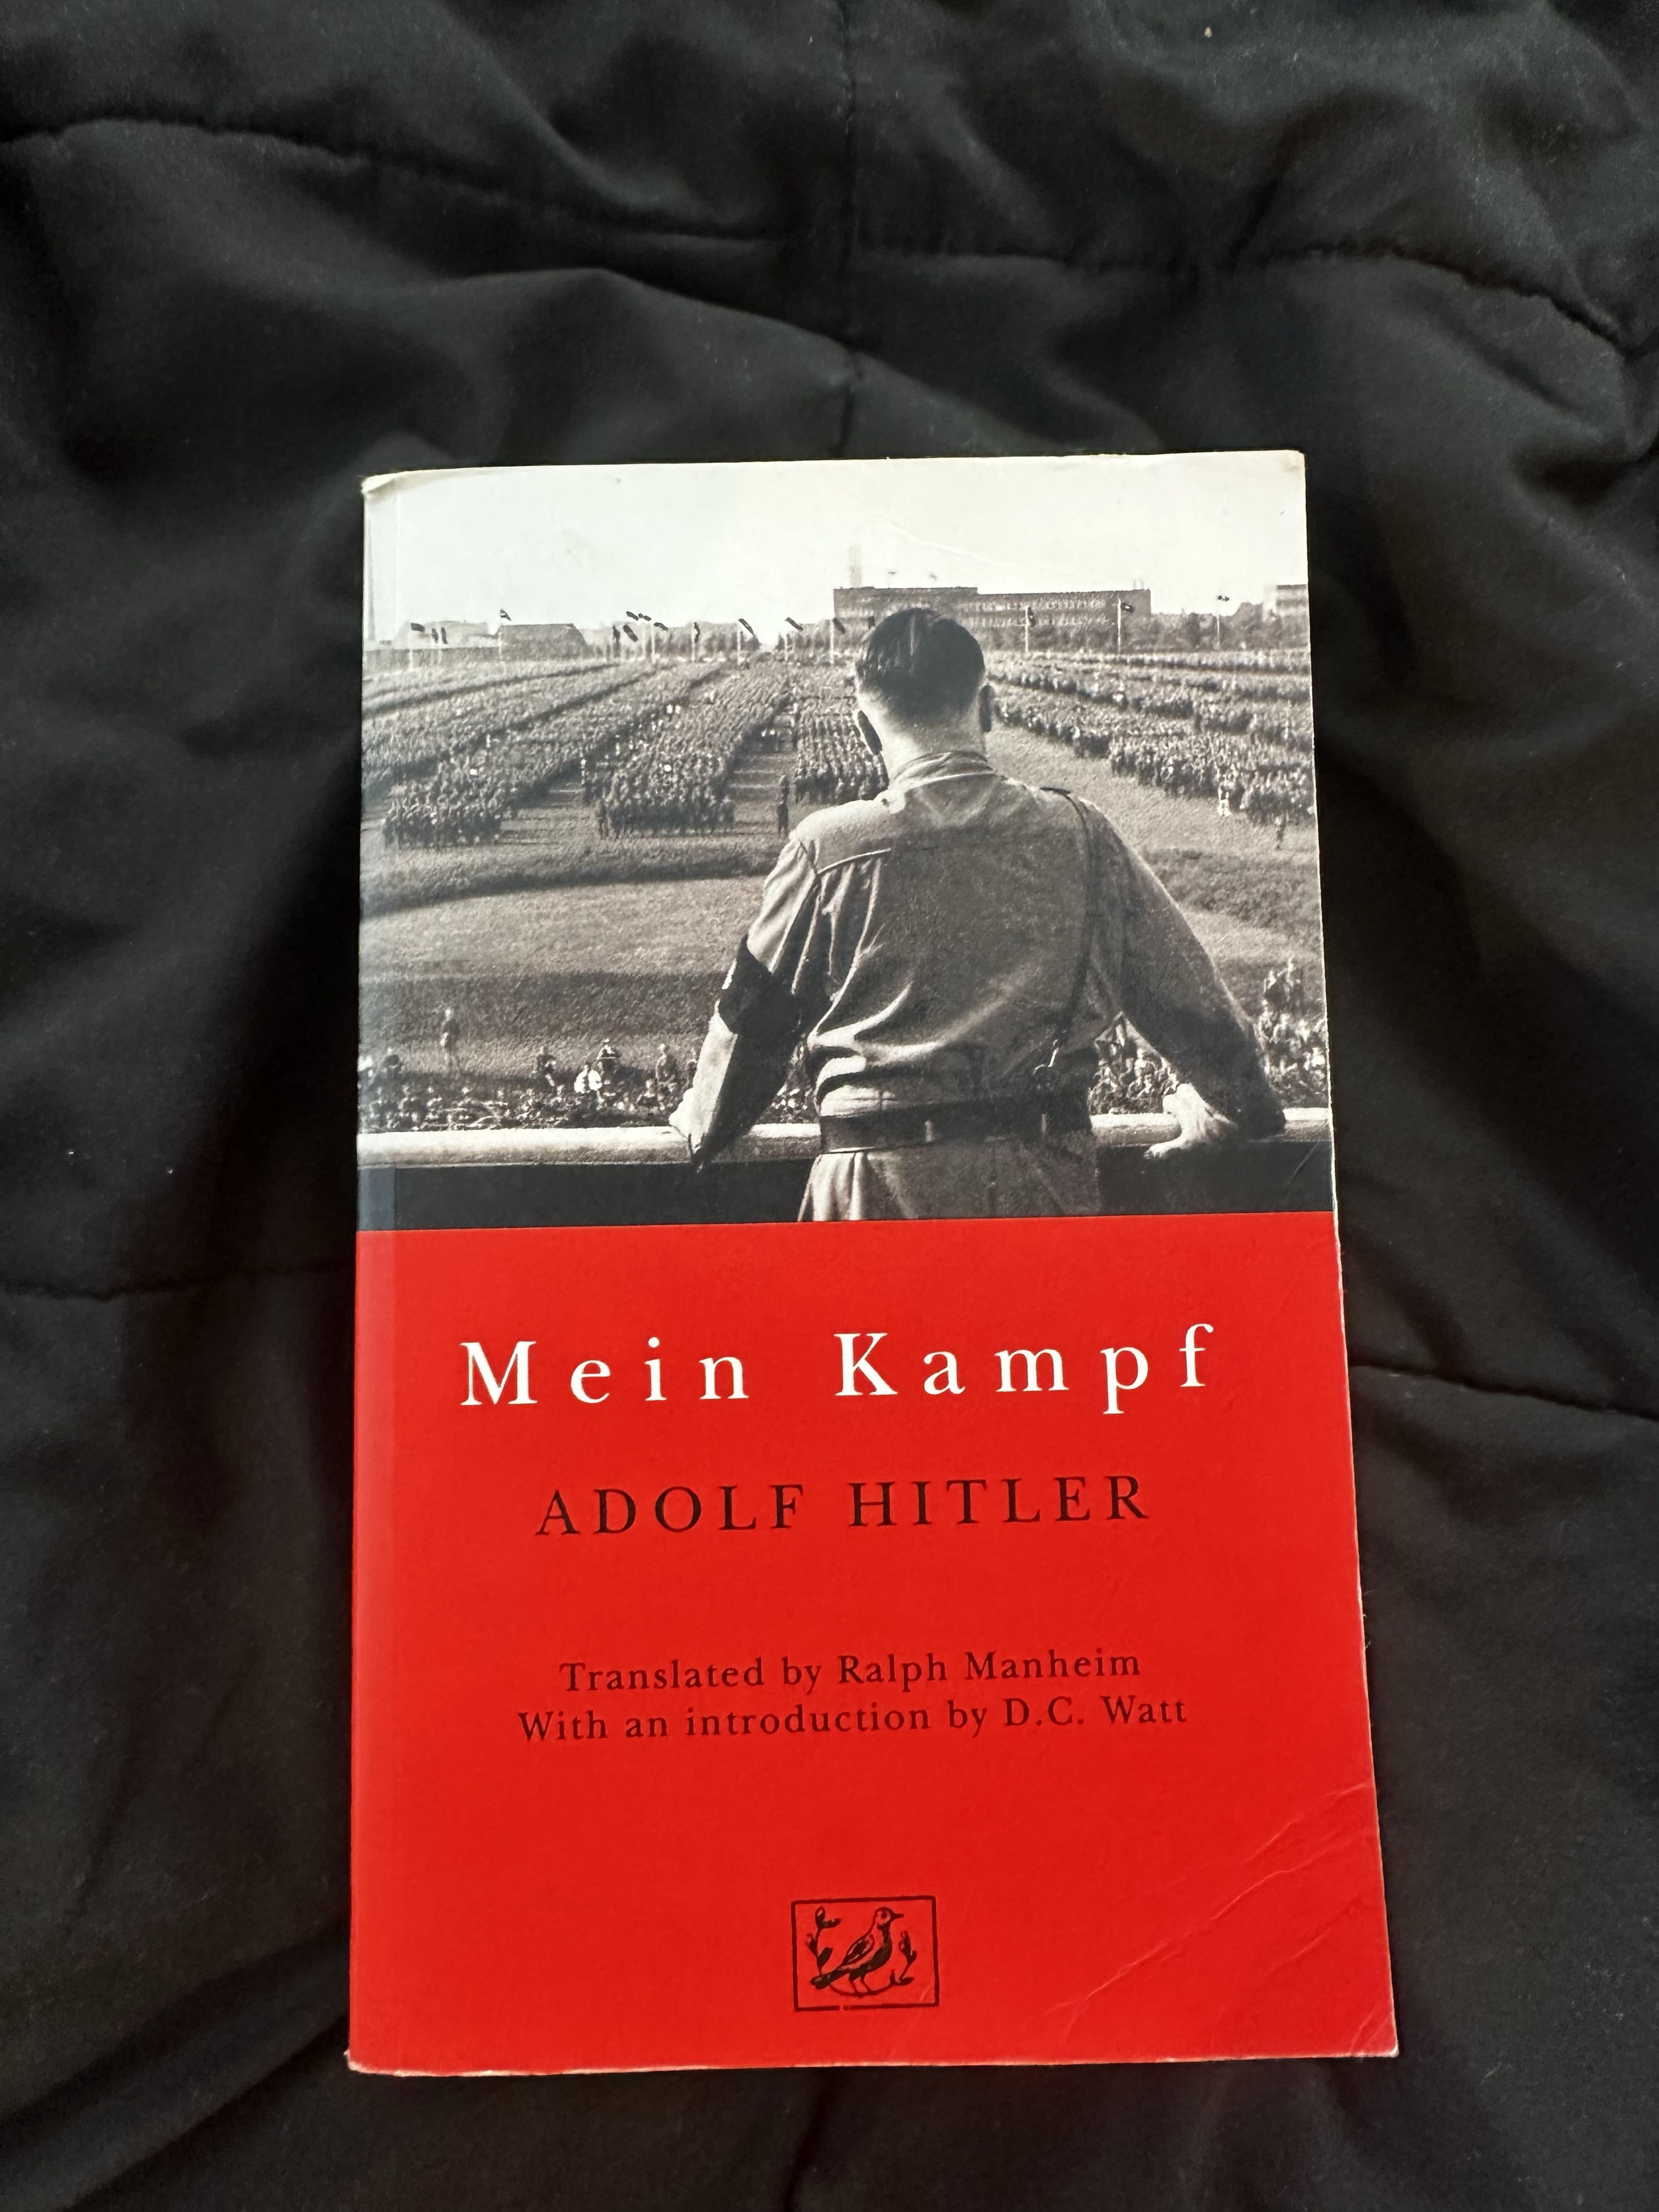 Mein Kampf
ADOLF HITLER
Translated by Ralph Manheim
With an introduction by D.C. Watt